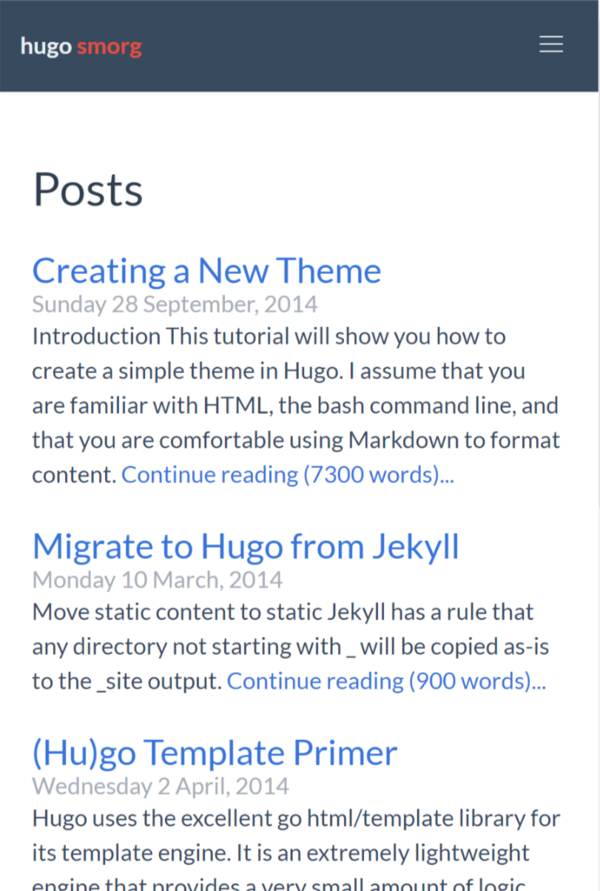 hugo smorg
Posts
Creating a New Theme
Sunday 28 September, 2014
Introduction This tutorial will show you how to
create a simple theme in Hugo. I assume that you
are familiar with HTML, the bash command line, and
that you are comfortable using Markdown to format
content. Continue reading (7300 words)...
Migrate to Hugo from Jekyll
Monday 10 March, 2014
Move static content to static Jekyll has a rule that
any directory not starting with _ will be copied as-is
to the _site output. Continue reading (900 words)...
(Hu)go Template Primer
Wednesday 2 April, 2014
Hugo uses the excellent go html/template library for
its template engine. It is an extremely lightweight
engine that provides a very small amount of logic